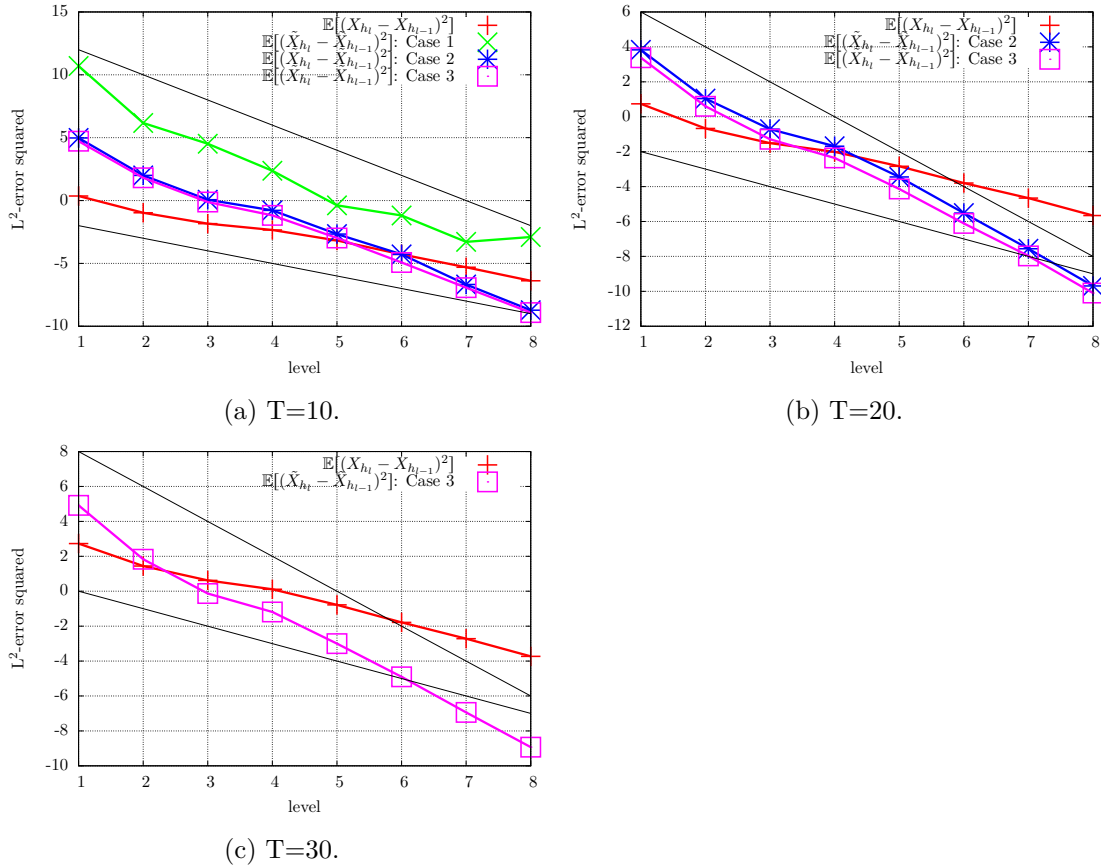 𝔼[(X_{h_l} − X_{h_{l−1}})²]
𝔼[(X̃_{h_l} − X̃_{h_{l−1}})²]: Case 1
𝔼[(X̃_{h_l} − X̃_{h_{l−1}})²]: Case 2
𝔼[(X̃_{h_l} − X̃_{h_{l−1}})²]: Case 3
15
10
5
0
-5
-10
L²-error squared
1 2 3 4 5 6 7 8
level
(a) T=10.
𝔼[(X_{h_l} − X_{h_{l−1}})²]
𝔼[(X̃_{h_l} − X̃_{h_{l−1}})²]: Case 2
𝔼[(X̃_{h_l} − X̃_{h_{l−1}})²]: Case 3
6
4
2
0
-2
-4
-6
-8
-10
-12
L²-error squared
1 2 3 4 5 6 7 8
level
(b) T=20.
𝔼[(X_{h_l} − X_{h_{l−1}})²]
𝔼[(X̃_{h_l} − X̃_{h_{l−1}})²]: Case 3
8
6
4
2
0
-2
-4
-6
-8
-10
L²-error squared
1 2 3 4 5 6 7 8
level
(c) T=30.